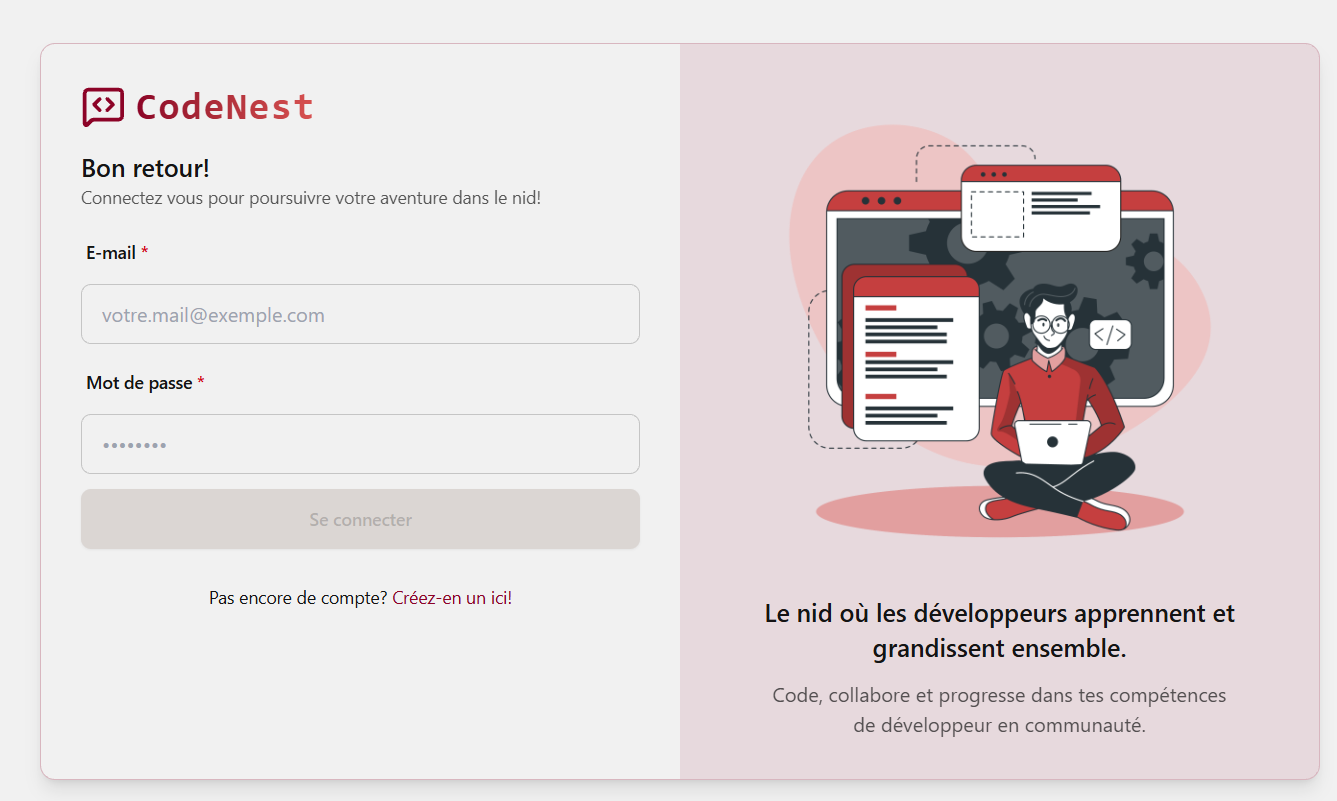 CodeNest
Bon retour!
Connectez vous pour poursuivre votre aventure dans le nid!
E-mail *
votre.mail@exemple.com
Mot de passe *
••••••••
Se connecter
Pas encore de compte? Créez-en un ici!
</>
Le nid où les développeurs apprennent et
grandissent ensemble.
Code, collabore et progresse dans tes compétences
de développeur en communauté.